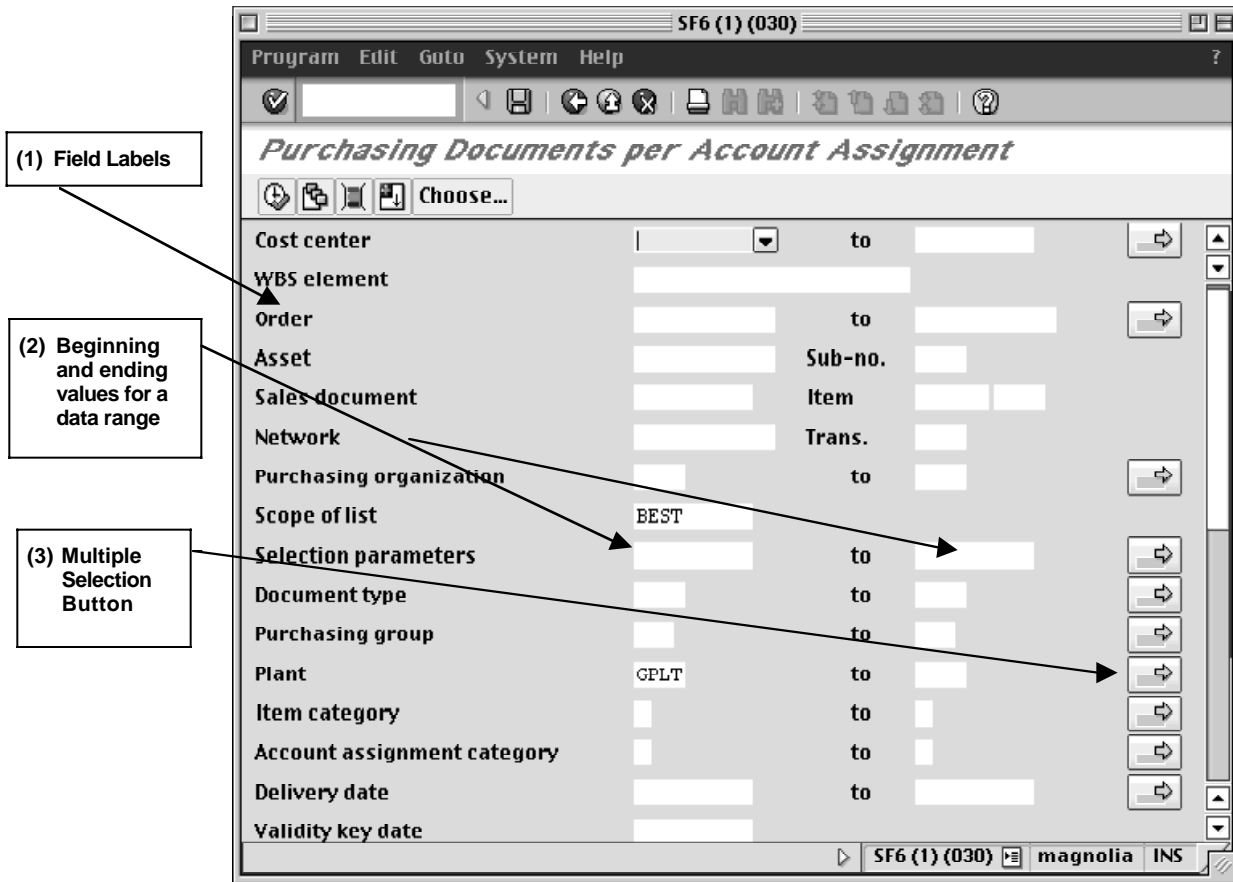 SF6 (1) (030)
Program Edit Goto System Help ?
Purchasing Documents per Account Assignment
Choose...
(1) Field Labels
Cost center to
WBS element
Order to
(2) Beginning
and ending
values for a
data range
Asset Sub-no.
Sales document Item
Network Trans.
Purchasing organization to
Scope of list BEST
(3) Multiple
Selection
Button
Selection parameters to
Document type to
Purchasing group to
Plant GPLT to
Item category to
Account assignment category to
Delivery date to
Validity key date
SF6 (1) (030) magnolia INS